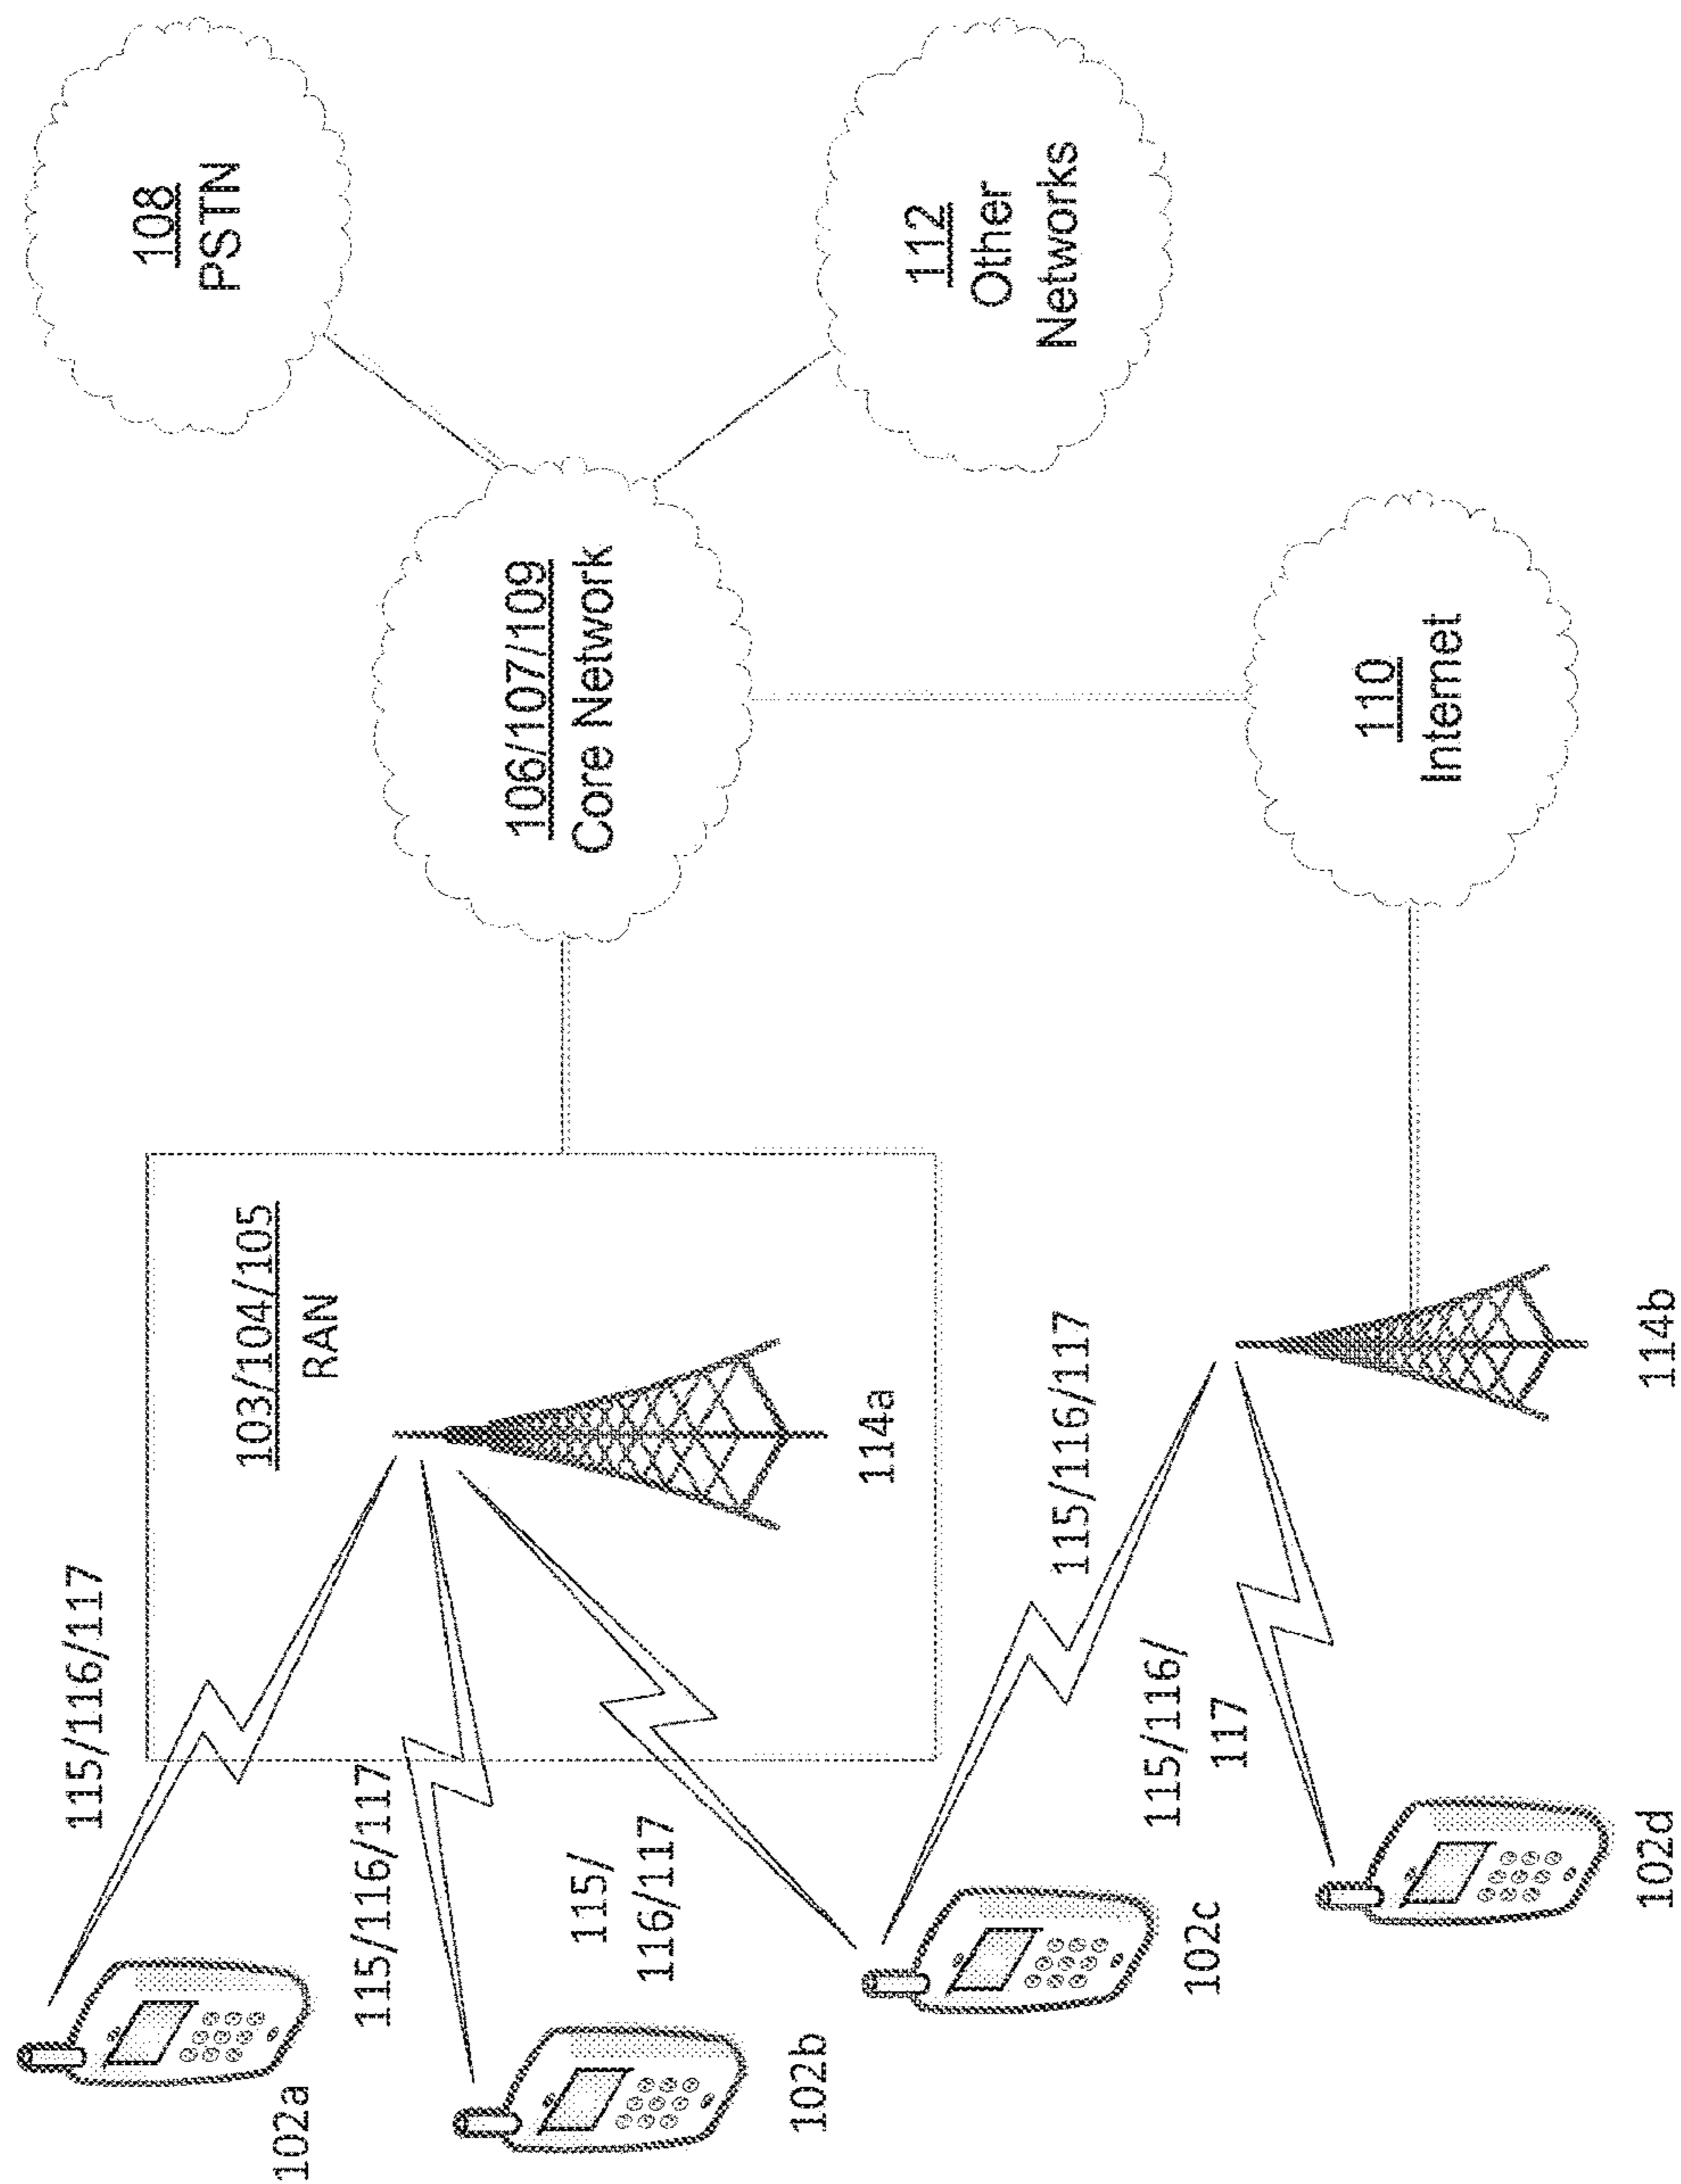 102a
115/116/117
103/104/105
RAN
108
PSTN
115/116/117
102b
115/
116/117
114a
106/107/109
Core Network
112
Other
Networks
102c
115/116/117
115/116/
117
102d
114b
110
Internet